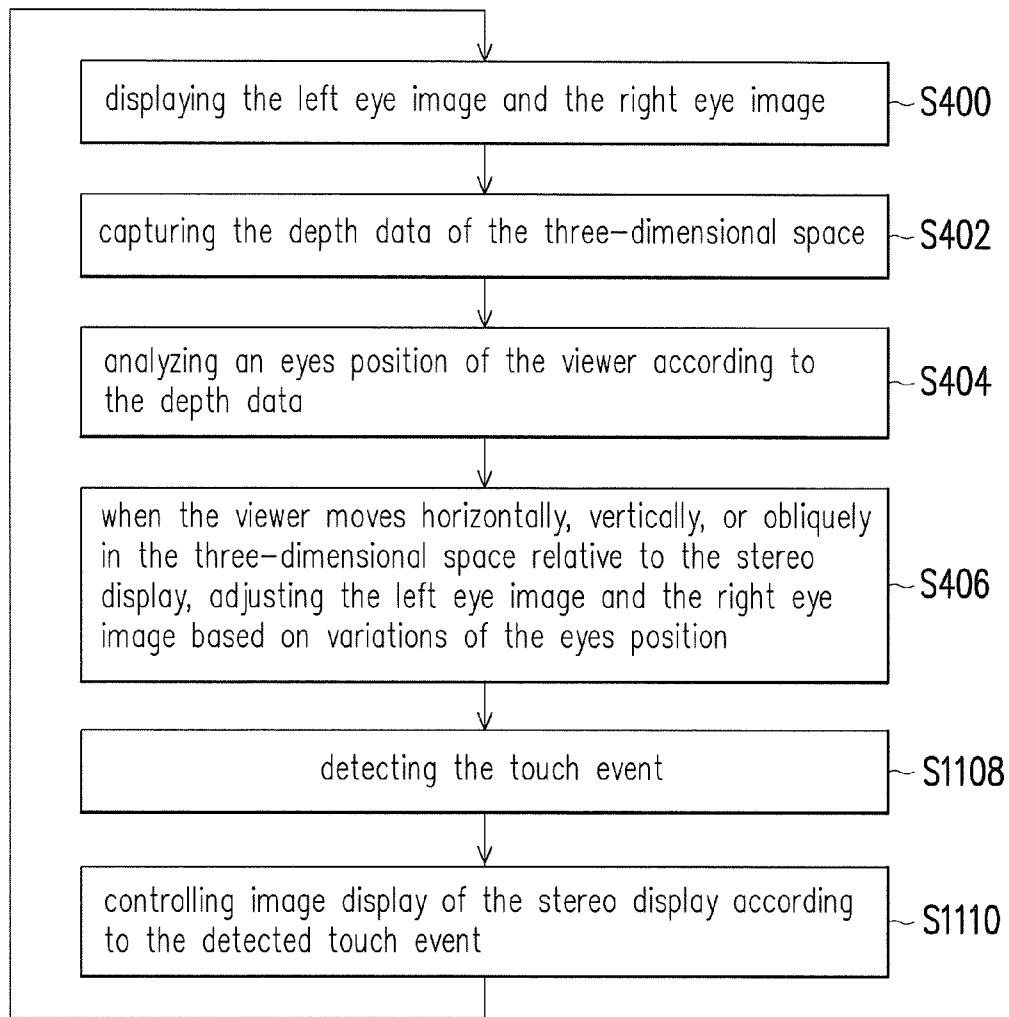 displaying the left eye image and the right eye image
S400
capturing the depth data of the three-dimensional space
S402
analyzing an eyes position of the viewer according to
the depth data
S404
when the viewer moves horizontally, vertically, or obliquely
in the three-dimensional space relative to the stereo
display, adjusting the left eye image and the right eye
image based on variations of the eyes position
S406
detecting the touch event
S1108
controlling image display of the stereo display according
to the detected touch event
S1110